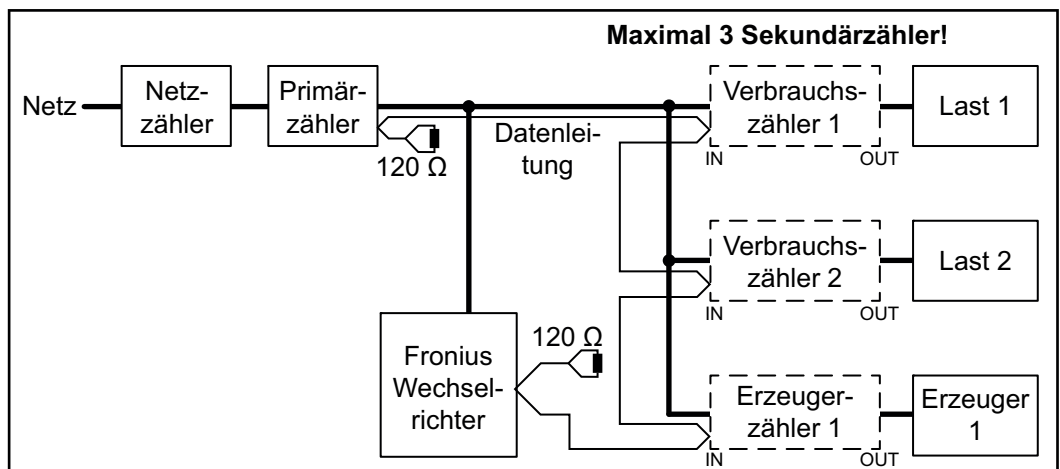 Maximal 3 Sekundärzähler!
Netz
Netz-
zähler
Primär-
zähler
120 Ω
Datenlei-
tung
Verbrauchs-
zähler 1
IN
OUT
Last 1
Verbrauchs-
zähler 2
IN
OUT
Last 2
Fronius
Wechsel-
richter
120 Ω
Erzeuger-
zähler 1
IN
OUT
Erzeuger
1